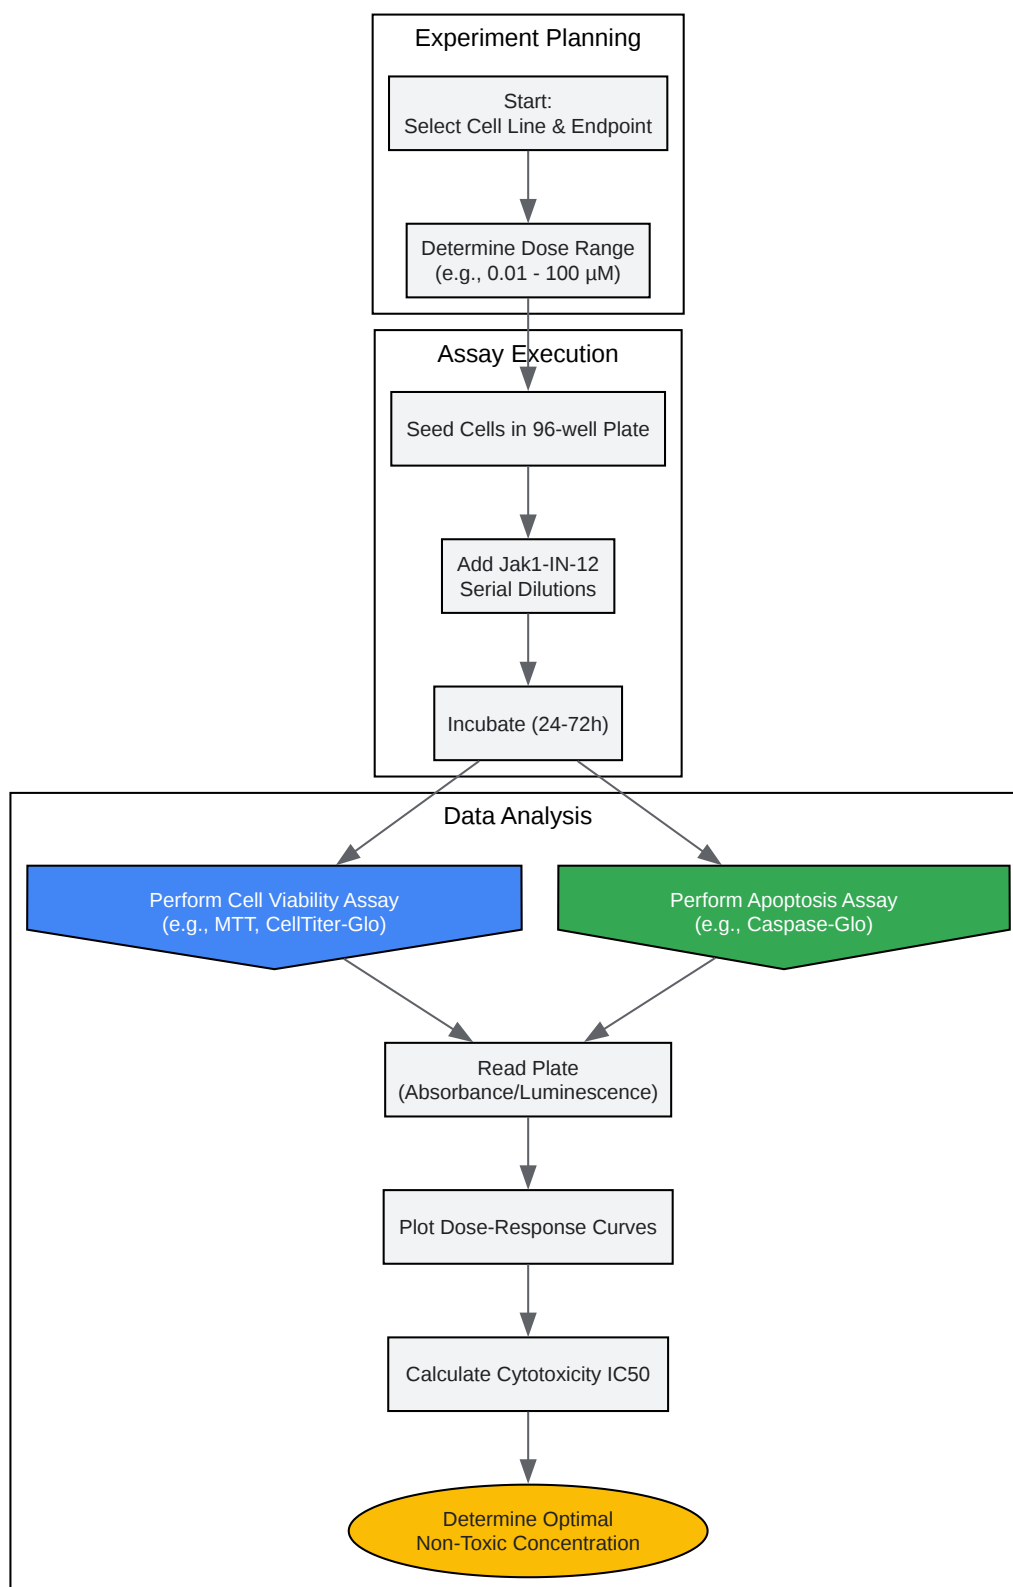 Experiment Planning
Start:
Select Cell Line & Endpoint
Determine Dose Range
(e.g., 0.01 - 100 µM)
Assay Execution
Seed Cells in 96-well Plate
Add Jak1-IN-12
Serial Dilutions
Incubate (24-72h)
Data Analysis
Perform Cell Viability Assay
(e.g., MTT, CellTiter-Glo)
Perform Apoptosis Assay
(e.g., Caspase-Glo)
Read Plate
(Absorbance/Luminescence)
Plot Dose-Response Curves
Calculate Cytotoxicity IC50
Determine Optimal
Non-Toxic Concentration